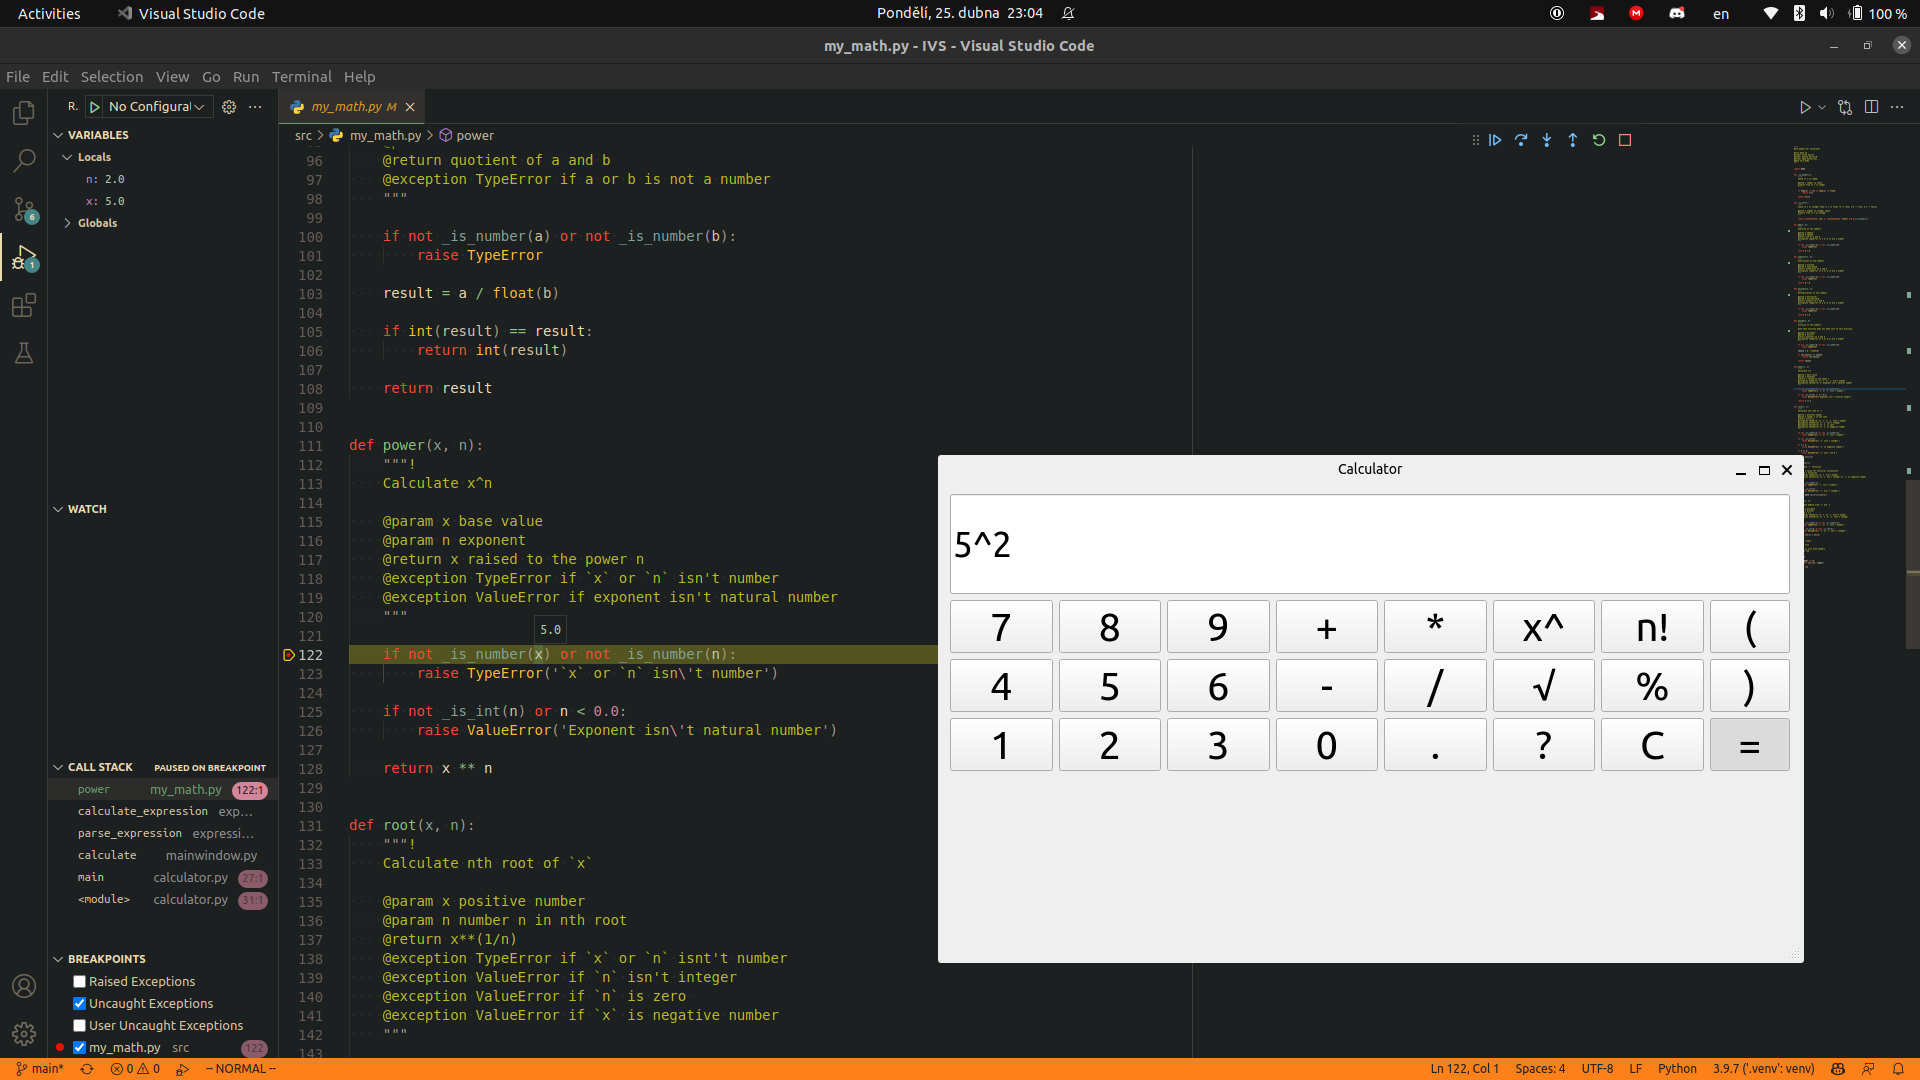 Activities
Visual Studio Code
Pondělí, 25. dubna 23:04
en
100 %
my_math.py - IVS - Visual Studio Code
File Edit Selection View Go Run Terminal Help
R. No Configurat
my_math.py M
src > my_math.py > power
VARIABLES
Locals
n: 2.0
x: 5.0
Globals
WATCH
CALL STACK PAUSED ON BREAKPOINT
power my_math.py 122:1
calculate_expression exp...
parse_expression expressi...
calculate mainwindow.py
main calculator.py 27:1
<module> calculator.py 31:1
BREAKPOINTS
Raised Exceptions
Uncaught Exceptions
User Uncaught Exceptions
my_math.py src 122
6
1
96 @return quotient of a and b
97 @exception TypeError if a or b is not a number
98 """
99
100 if not _is_number(a) or not _is_number(b):
101 raise TypeError
102
103 result = a / float(b)
104
105 if int(result) == result:
106 return int(result)
107
108 return result
109
110
111 def power(x, n):
112 """!
113 Calculate x^n
114
115 @param x base value
116 @param n exponent
117 @return x raised to the power n
118 @exception TypeError if `x` or `n` isn't number
119 @exception ValueError if exponent isn't natural number
120 """
121
5.0
122 if not _is_number(x) or not _is_number(n):
123 raise TypeError('`x` or `n` isn\'t number')
124
125 if not _is_int(n) or n < 0.0:
126 raise ValueError('Exponent isn\'t natural number')
127
128 return x ** n
129
130
131 def root(x, n):
132 """!
133 Calculate nth root of `x`
134
135 @param x positive number
136 @param n number n in nth root
137 @return x**(1/n)
138 @exception TypeError if `x` or `n` isnt't number
139 @exception ValueError if `n` isn't integer
140 @exception ValueError if `n` is zero
141 @exception ValueError if `x` is negative number
142 """
143
Calculator
5^2
7 8 9 + * x^ n! (
4 5 6 - / √ % )
1 2 3 0 . ? C =
main* 0 0 -- NORMAL --
Ln 122, Col 1 Spaces: 4 UTF-8 LF Python 3.9.7 ('.venv': venv)